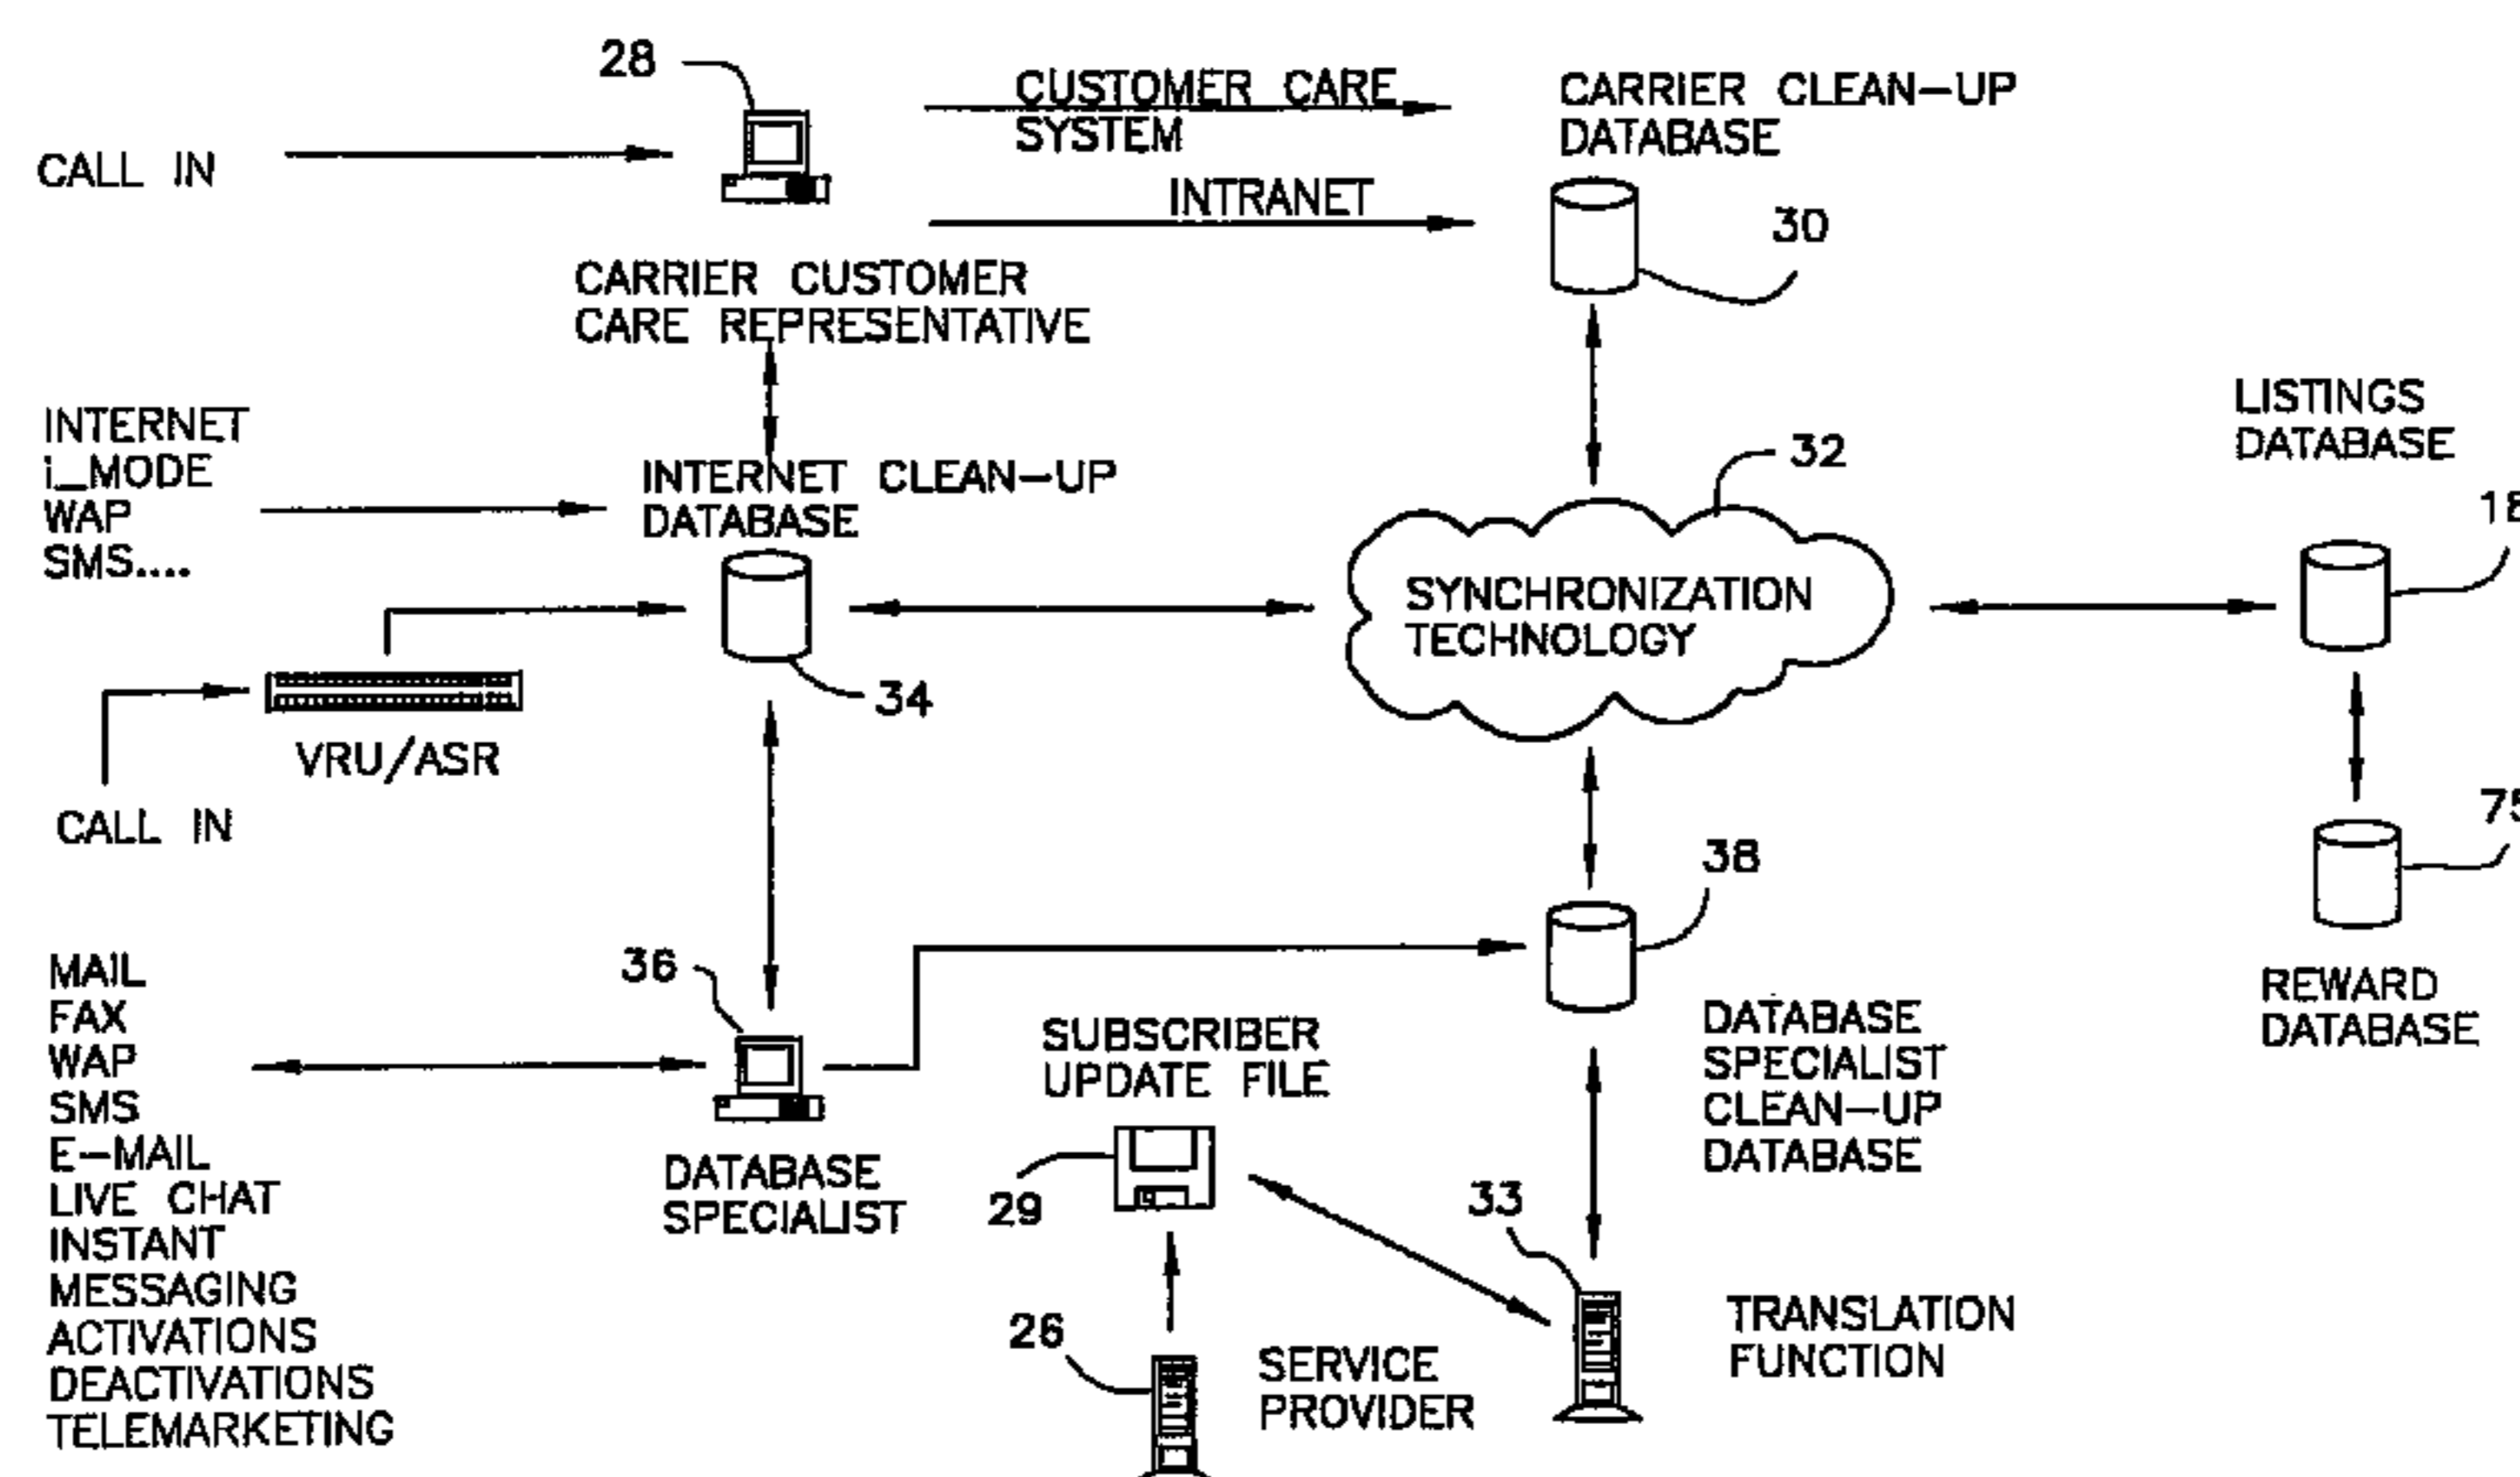 28
CUSTOMER CARE
SYSTEM
CARRIER CLEAN-UP
DATABASE
CALL IN
INTRANET
30
CARRIER CUSTOMER
CARE REPRESENTATIVE
LISTINGS
DATABASE
INTERNET
i_MODE
WAP
SMS....
INTERNET CLEAN-UP
DATABASE
32
18
SYNCHRONIZATION
TECHNOLOGY
34
VRU/ASR
CALL IN
75
38
36
MAIL
FAX
WAP
SMS
E-MAIL
LIVE CHAT
INSTANT
MESSAGING
ACTIVATIONS
DEACTIVATIONS
TELEMARKETING
REWARD
DATABASE
SUBSCRIBER
UPDATE FILE
DATABASE
SPECIALIST
CLEAN-UP
DATABASE
DATABASE
SPECIALIST
29
33
26
SERVICE
PROVIDER
TRANSLATION
FUNCTION